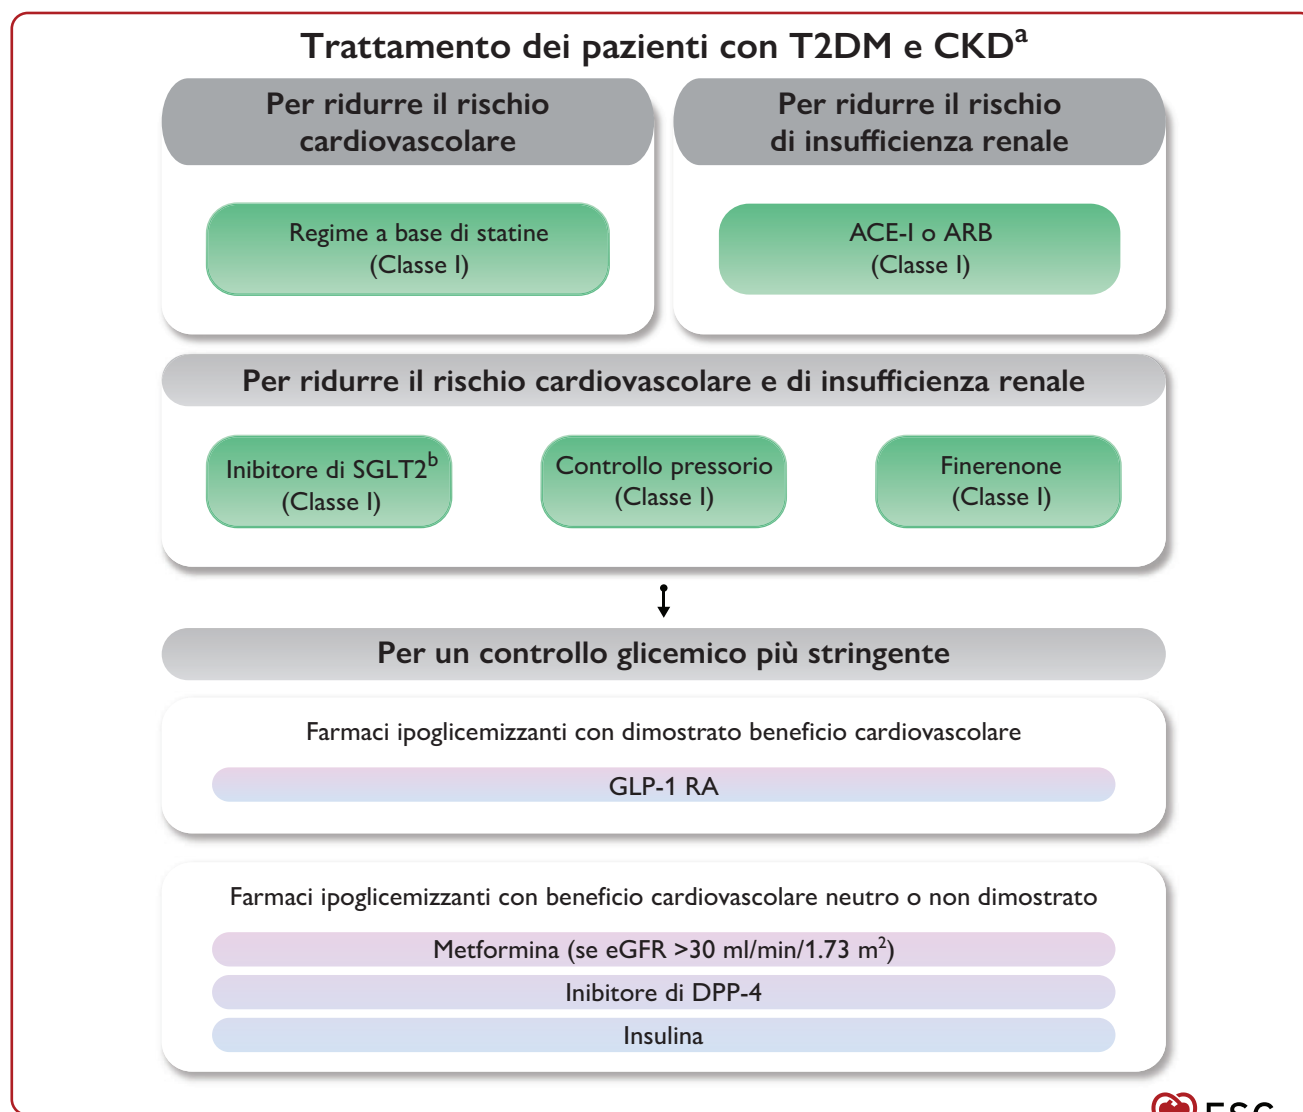 Trattamento dei pazienti con T2DM e CKDᵃ
Per ridurre il rischio
cardiovascolare
Per ridurre il rischio
di insufficienza renale
Regime a base di statine
(Classe I)
ACE-I o ARB
(Classe I)
Per ridurre il rischio cardiovascolare e di insufficienza renale
Inibitore di SGLT2ᵇ
(Classe I)
Controllo pressorio
(Classe I)
Finerenone
(Classe I)
Per un controllo glicemico più stringente
Farmaci ipoglicemizzanti con dimostrato beneficio cardiovascolare
GLP-1 RA
Farmaci ipoglicemizzanti con beneficio cardiovascolare neutro o non dimostrato
Metformina (se eGFR >30 ml/min/1.73 m²)
Inibitore di DPP-4
Insulina
ESC